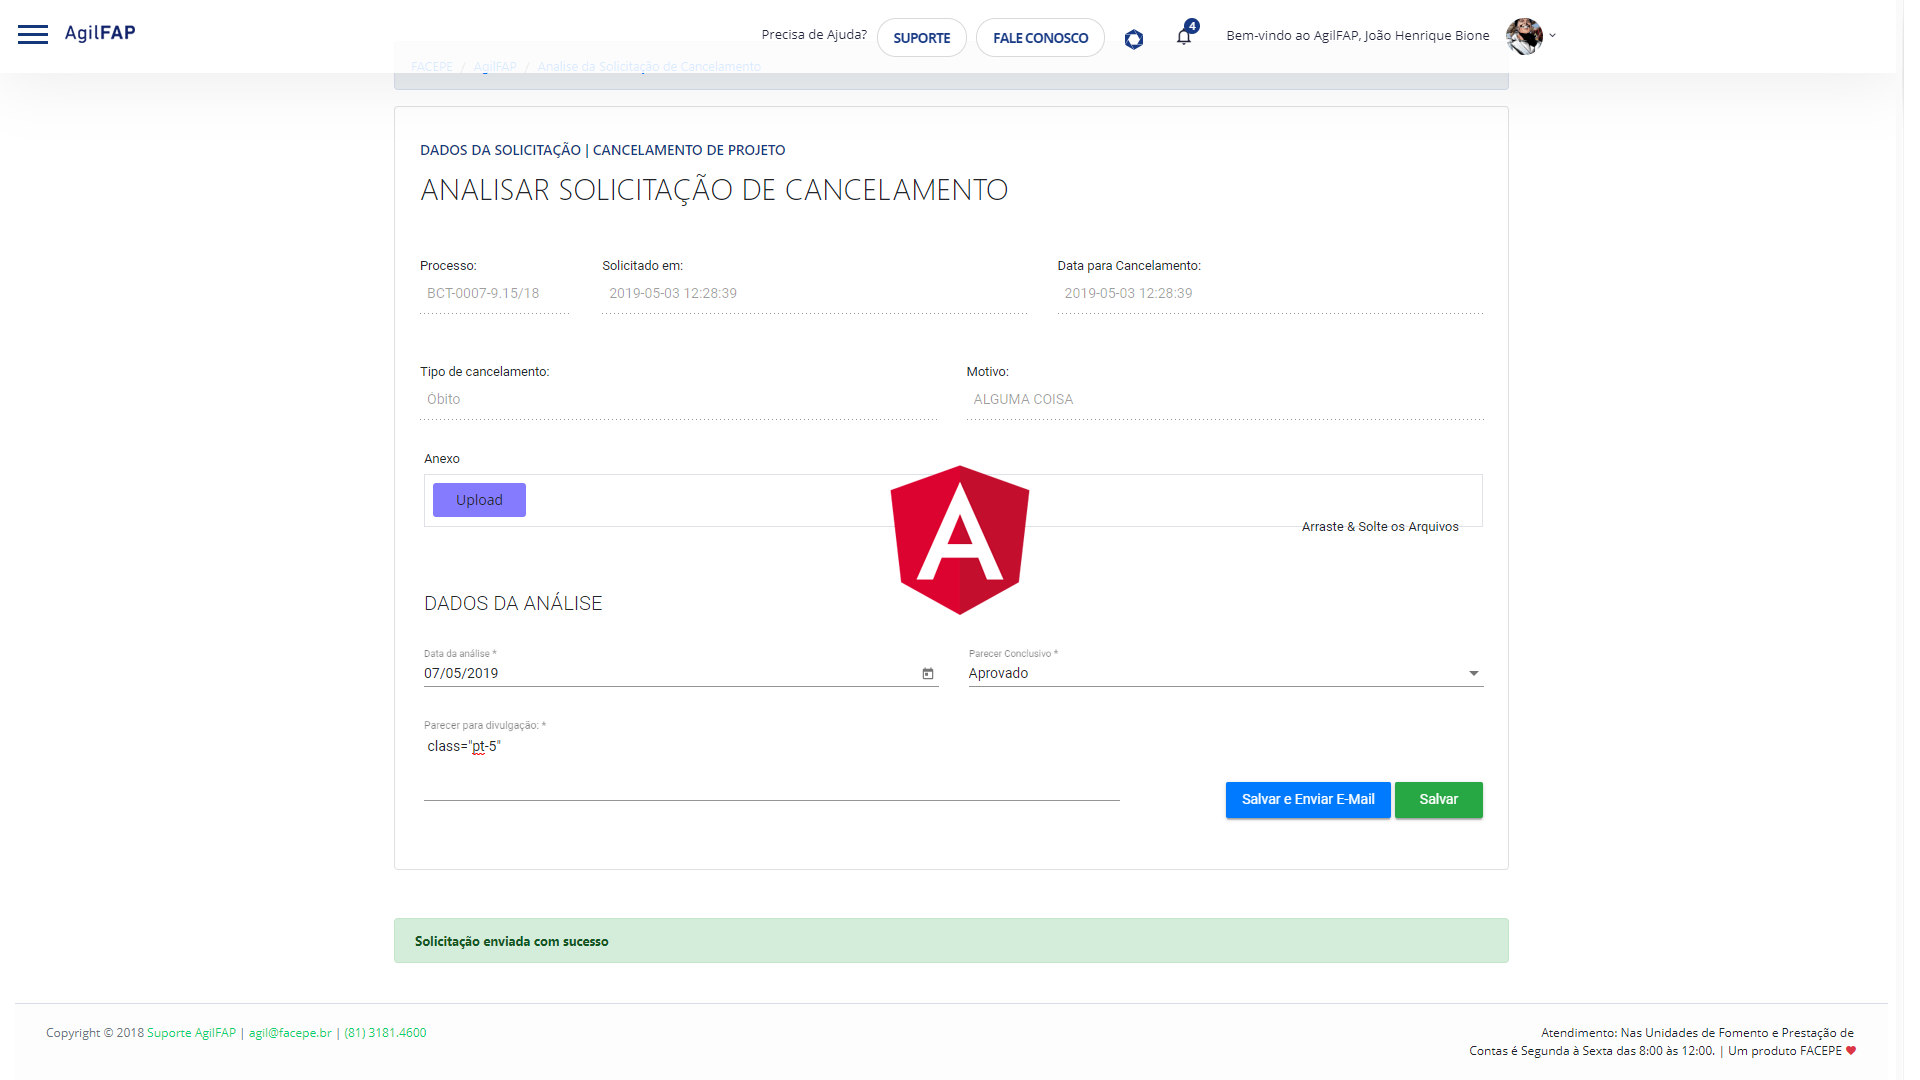 AgilFAP
Precisa de Ajuda?
SUPORTE
FALE CONOSCO
4
Bem-vindo ao AgilFAP, João Henrique Bione
FACEPE / AgilFAP / Analise da Solicitação de Cancelamento
DADOS DA SOLICITAÇÃO | CANCELAMENTO DE PROJETO
ANALISAR SOLICITAÇÃO DE CANCELAMENTO
Processo:
Solicitado em:
Data para Cancelamento:
BCT-0007-9.15/18
2019-05-03 12:28:39
2019-05-03 12:28:39
Tipo de cancelamento:
Motivo:
Óbito
ALGUMA COISA
Anexo
Upload
Arraste & Solte os Arquivos
A
DADOS DA ANÁLISE
Data da análise *
Parecer Conclusivo *
07/05/2019
Aprovado
Parecer para divulgação: *
class="pt-5"
Salvar e Enviar E-Mail
Salvar
Solicitação enviada com sucesso
Copyright © 2018 Suporte AgilFAP | agil@facepe.br | (81) 3181.4600
Atendimento: Nas Unidades de Fomento e Prestação de
Contas é Segunda à Sexta das 8:00 às 12:00. | Um produto FACEPE ❤